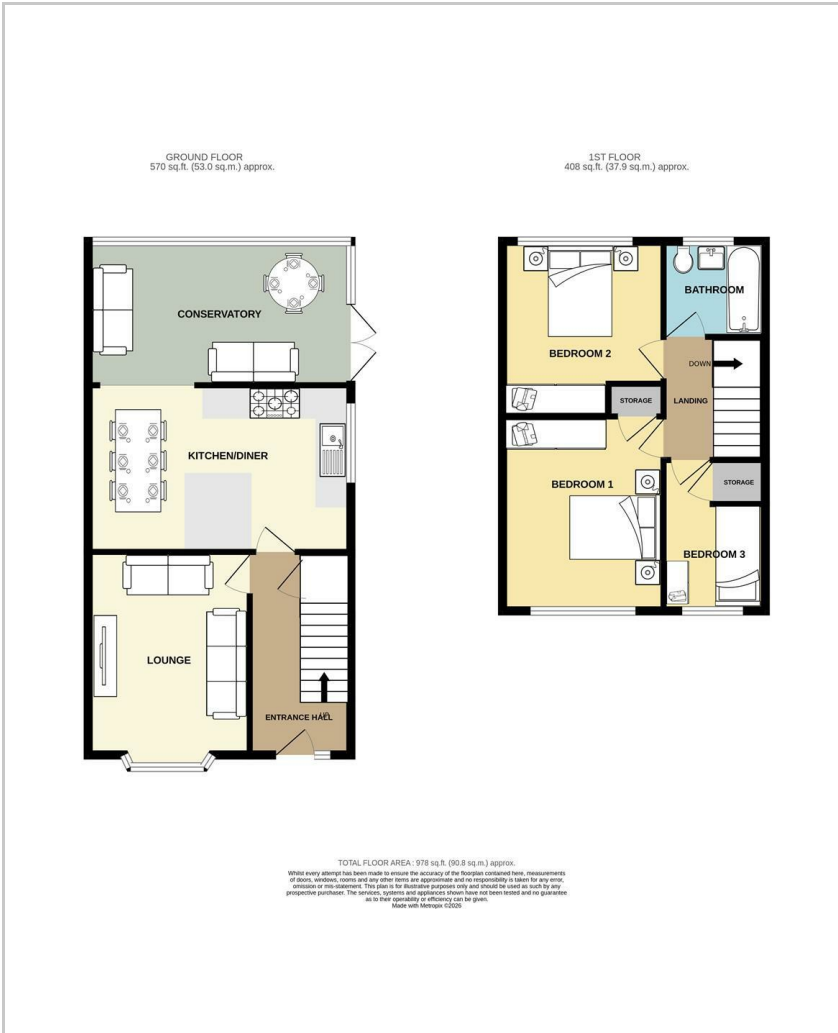 GROUND FLOOR
570 sq.ft. (53.0 sq.m.) approx.
1ST FLOOR
408 sq.ft. (37.9 sq.m.) approx.
CONSERVATORY
KITCHEN/DINER
LOUNGE
ENTRANCE HALL
UP
BATHROOM
BEDROOM 2
DOWN
STORAGE
LANDING
BEDROOM 1
STORAGE
BEDROOM 3
TOTAL FLOOR AREA : 978 sq.ft. (90.8 sq.m.) approx.
Whilst every attempt has been made to ensure the accuracy of the floorplan contained here, measurements
of doors, windows, rooms and any other items are approximate and no responsibility is taken for any error,
omission or mis-statement. This plan is for illustrative purposes only and should be used as such by any
prospective purchaser. The services, systems and appliances shown have not been tested and no guarantee
as to their operability or efficiency can be given.
Made with Metropix ©2026